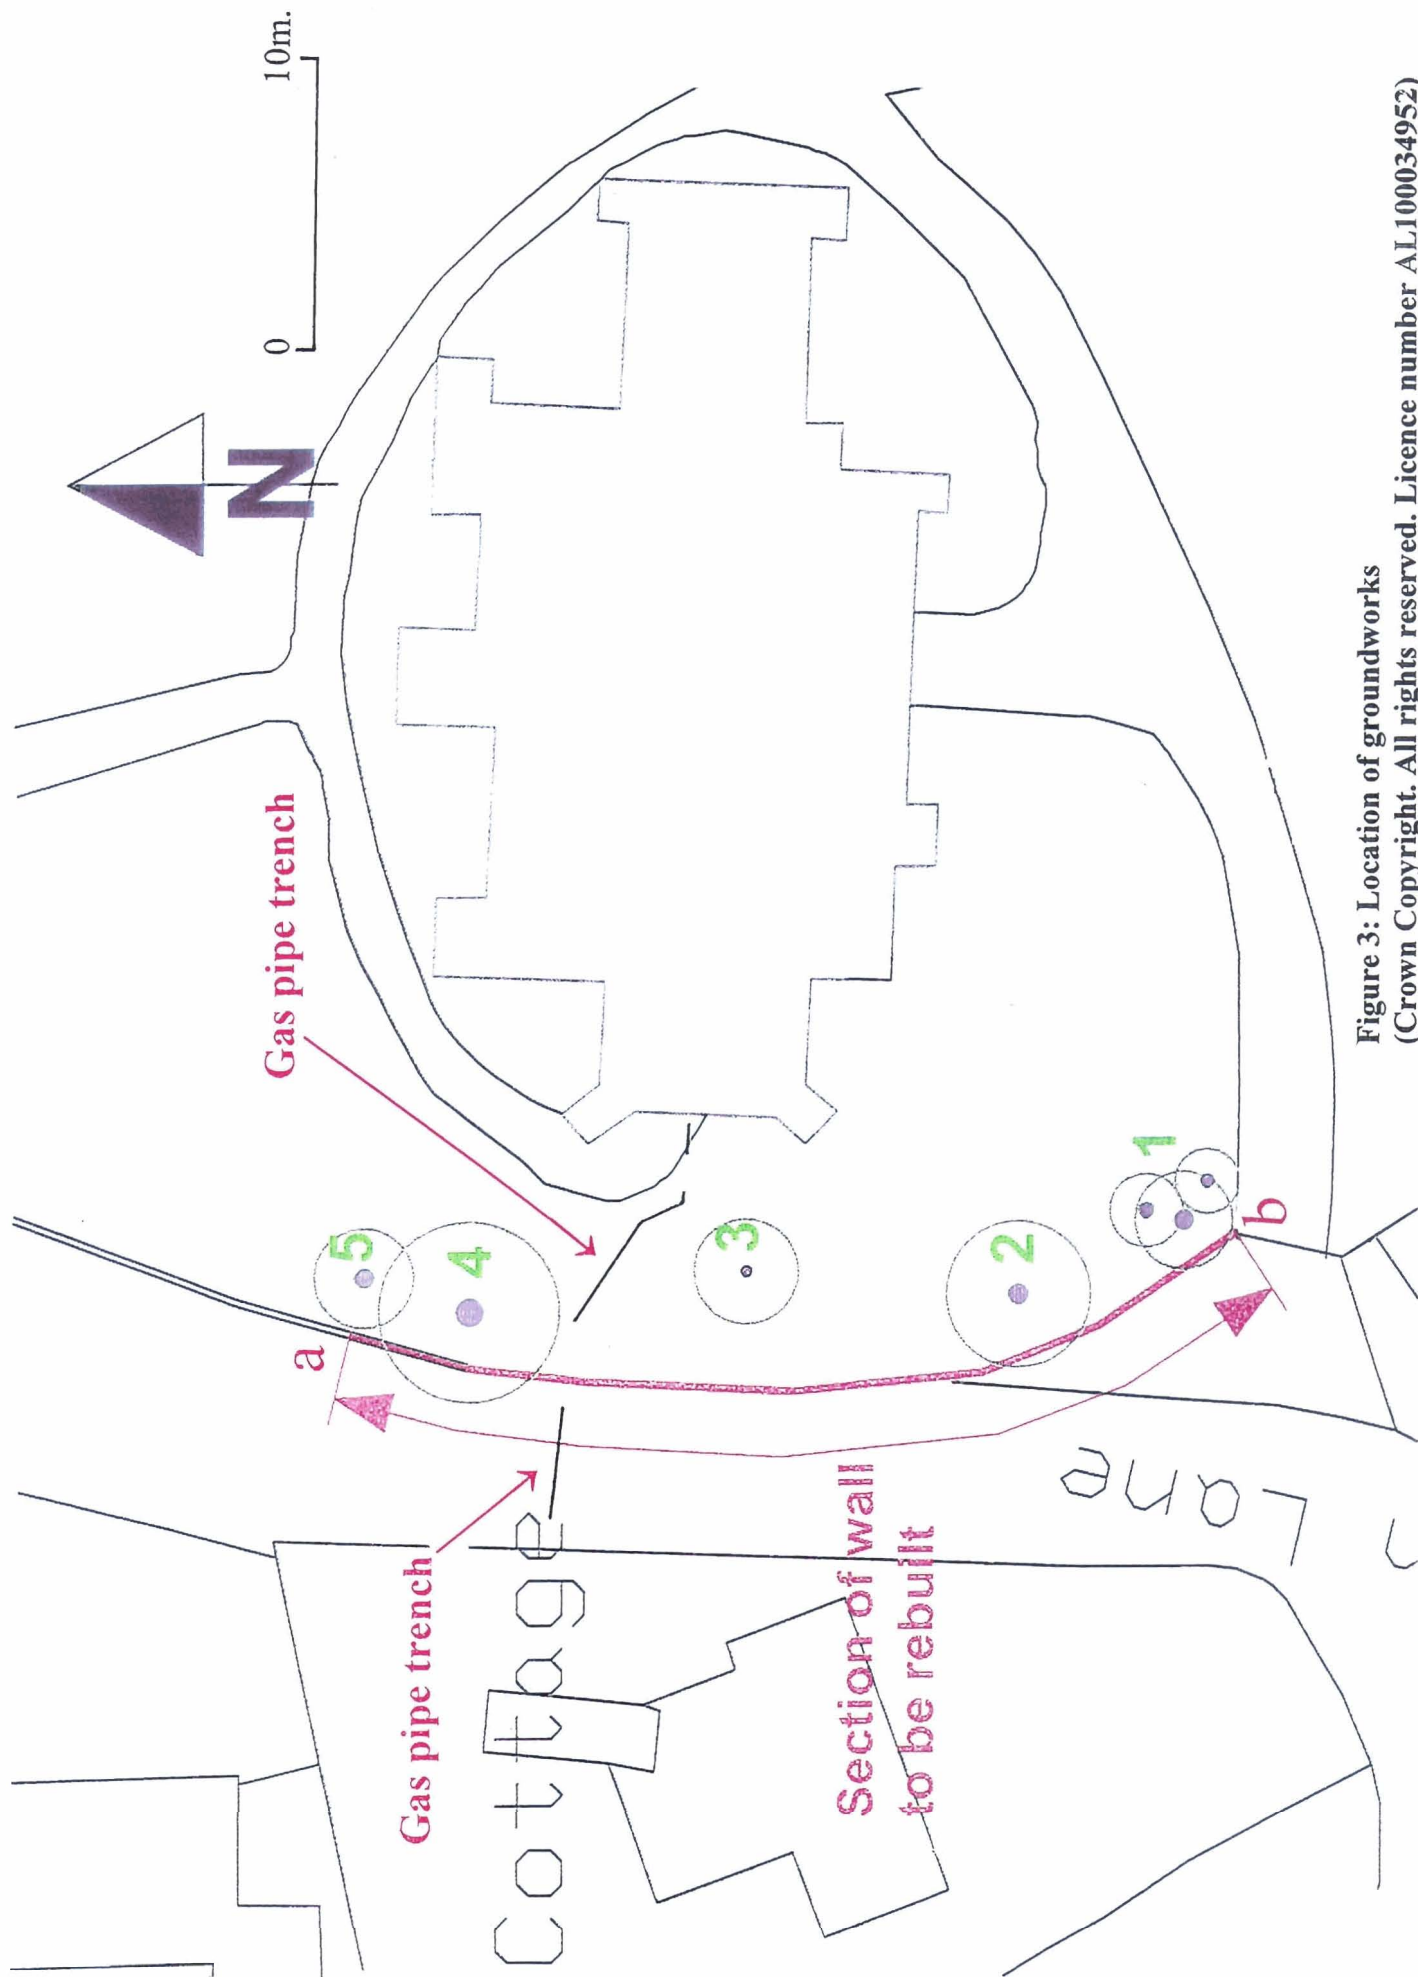 N
0
10m.
Gas pipe trench
Gas pipe trench
5
4
3
2
1
a
b
Section of wall
to be rebuilt
Cottage
Lane
Figure 3: Location of groundworks
(Crown Copyright. All rights reserved. Licence number AL100034952)